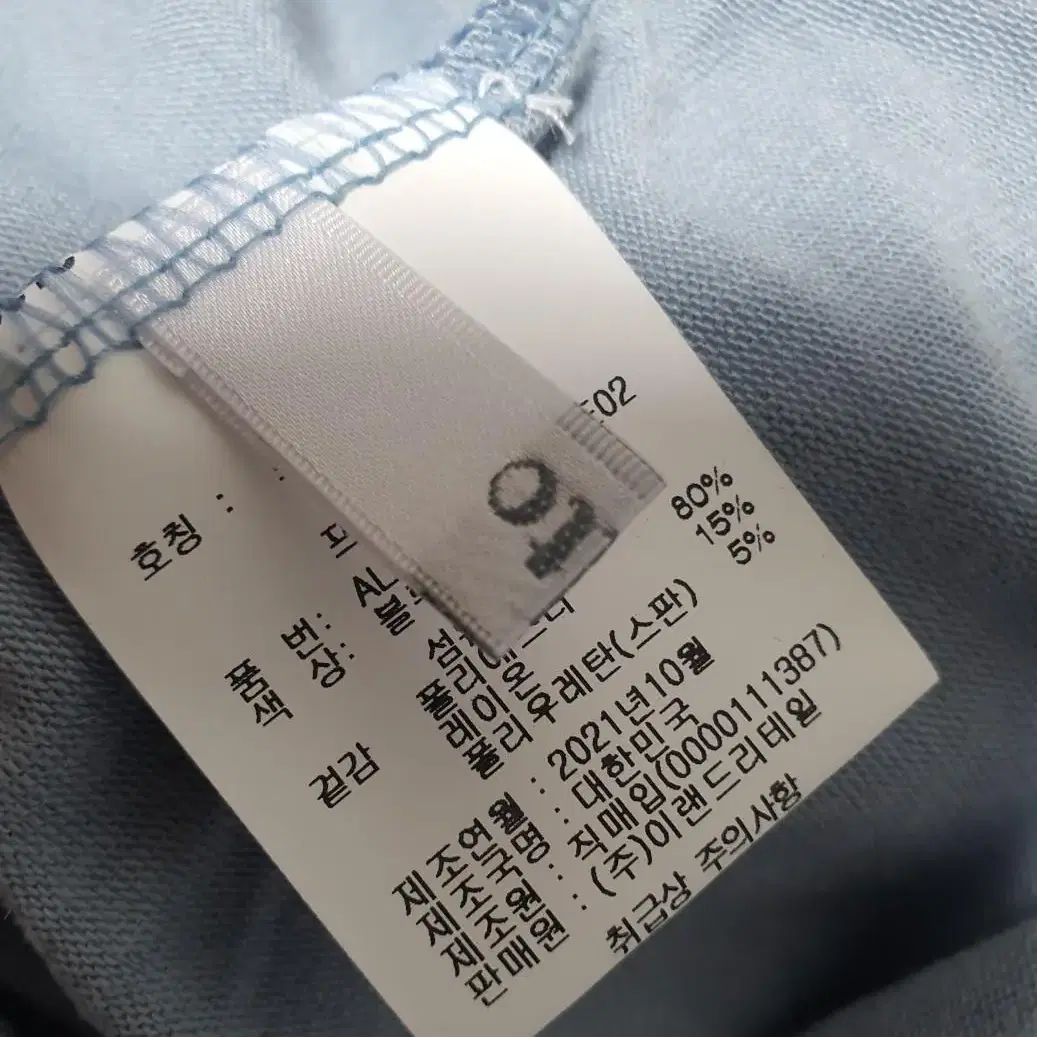 호칭 :
품 번: AL
02
색 상: 블
겉감
폴리에스터 80%
레이온 15%
폴리우레탄(스판) 5%
제조연월 : 2021년10월
제조국명 : 대한민국
제조원 : 직매입(0000111387)
판매원 : (주)이랜드리테일
취급상 주의사항